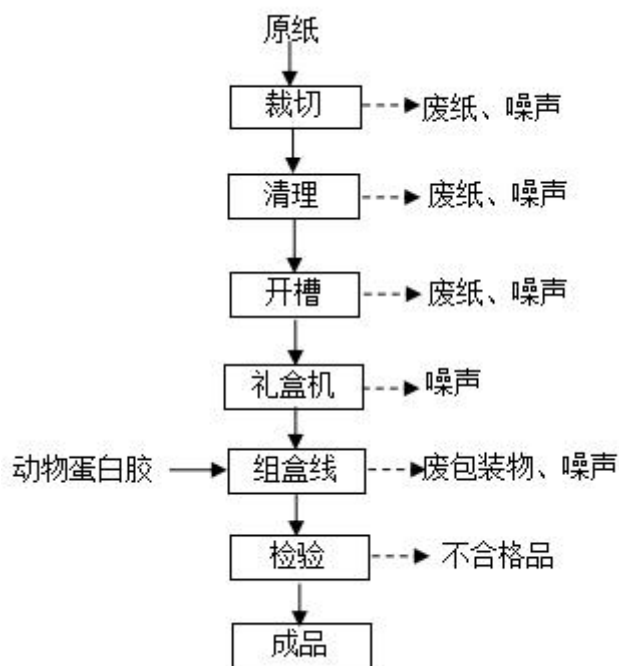 原纸
裁切
废纸、噪声
清理
废纸、噪声
开槽
废纸、噪声
礼盒机
噪声
动物蛋白胶
组盒线
废包装物、噪声
检验
不合格品
成品